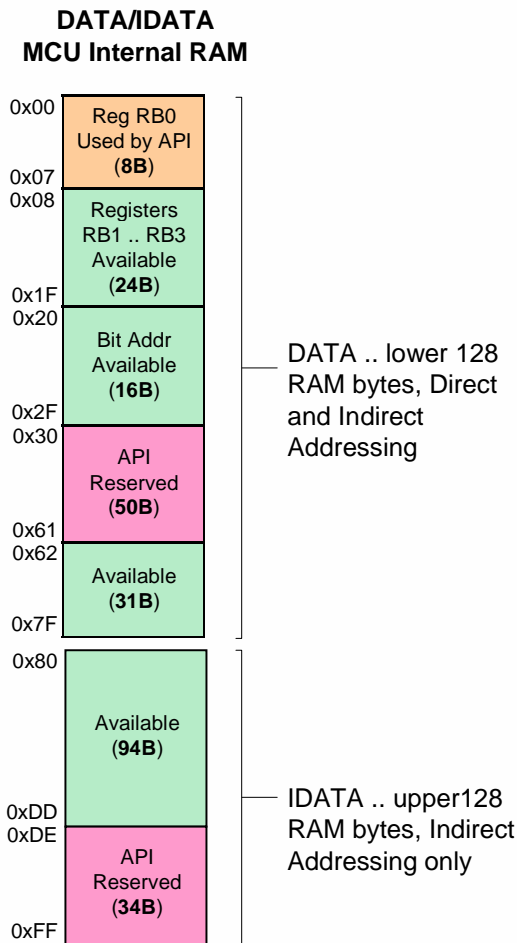 DATA/IDATA
MCU Internal RAM
0x00
Reg RB0
Used by API
(8B)
0x07
0x08
Registers
RB1 .. RB3
Available
(24B)
0x1F
0x20
Bit Addr
Available
(16B)
0x2F
0x30
API
Reserved
(50B)
0x61
0x62
Available
(31B)
0x7F
DATA .. lower 128
RAM bytes, Direct
and Indirect
Addressing
0x80
Available
(94B)
0xDD
0xDE
API
Reserved
(34B)
0xFF
IDATA .. upper128
RAM bytes, Indirect
Addressing only